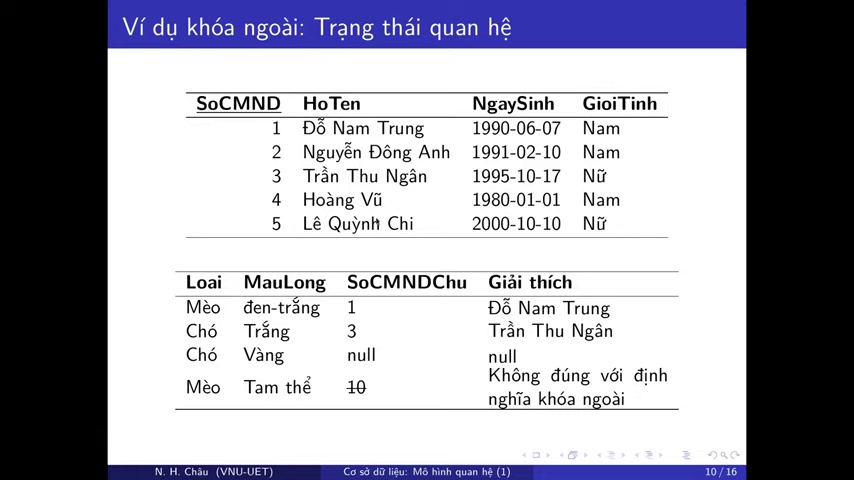 Ví dụ khóa ngoài: Trạng thái quan hệ
SoCMND HoTen NgaySinh GioiTinh
1 Đỗ Nam Trung 1990-06-07 Nam
2 Nguyễn Đông Anh 1991-02-10 Nam
3 Trần Thu Ngân 1995-10-17 Nữ
4 Hoàng Vũ 1980-01-01 Nam
5 Lê Quỳnh Chi 2000-10-10 Nữ
Loai MauLong SoCMNDChu Giải thích
Mèo đen-trắng 1 Đỗ Nam Trung
Chó Trắng 3 Trần Thu Ngân
Chó Vàng null null
Mèo Tam thể 10 Không đúng với định
nghĩa khóa ngoài
N. H. Châu (VNU-UET) Cơ sở dữ liệu: Mô hình quan hệ (1) 10 / 16